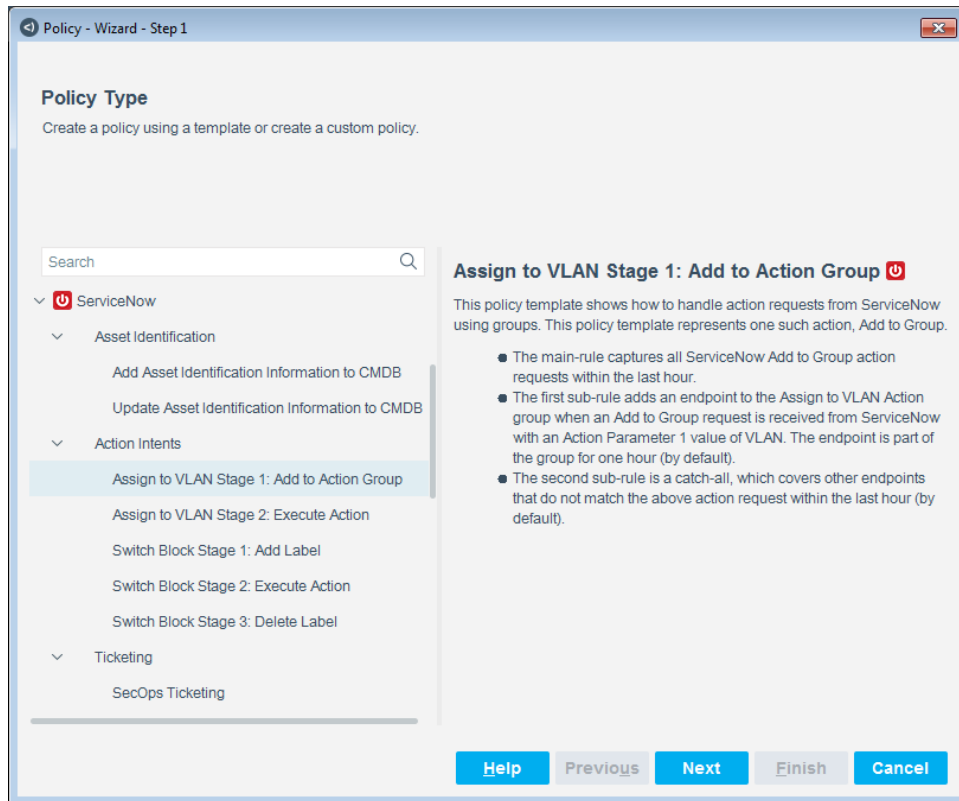 Policy - Wizard - Step 1
Policy Type
Create a policy using a template or create a custom policy.
Search
ServiceNow
Asset Identification
Add Asset Identification Information to CMDB
Update Asset Identification Information to CMDB
Action Intents
Assign to VLAN Stage 1: Add to Action Group
Assign to VLAN Stage 2: Execute Action
Switch Block Stage 1: Add Label
Switch Block Stage 2: Execute Action
Switch Block Stage 3: Delete Label
Ticketing
SecOps Ticketing
Assign to VLAN Stage 1: Add to Action Group
This policy template shows how to handle action requests from ServiceNow
using groups. This policy template represents one such action, Add to Group.
The main-rule captures all ServiceNow Add to Group action
requests within the last hour.
The first sub-rule adds an endpoint to the Assign to VLAN Action
group when an Add to Group request is received from ServiceNow
with an Action Parameter 1 value of VLAN. The endpoint is part of
the group for one hour (by default).
The second sub-rule is a catch-all, which covers other endpoints
that do not match the above action request within the last hour (by
default).
Help
Previous
Next
Finish
Cancel